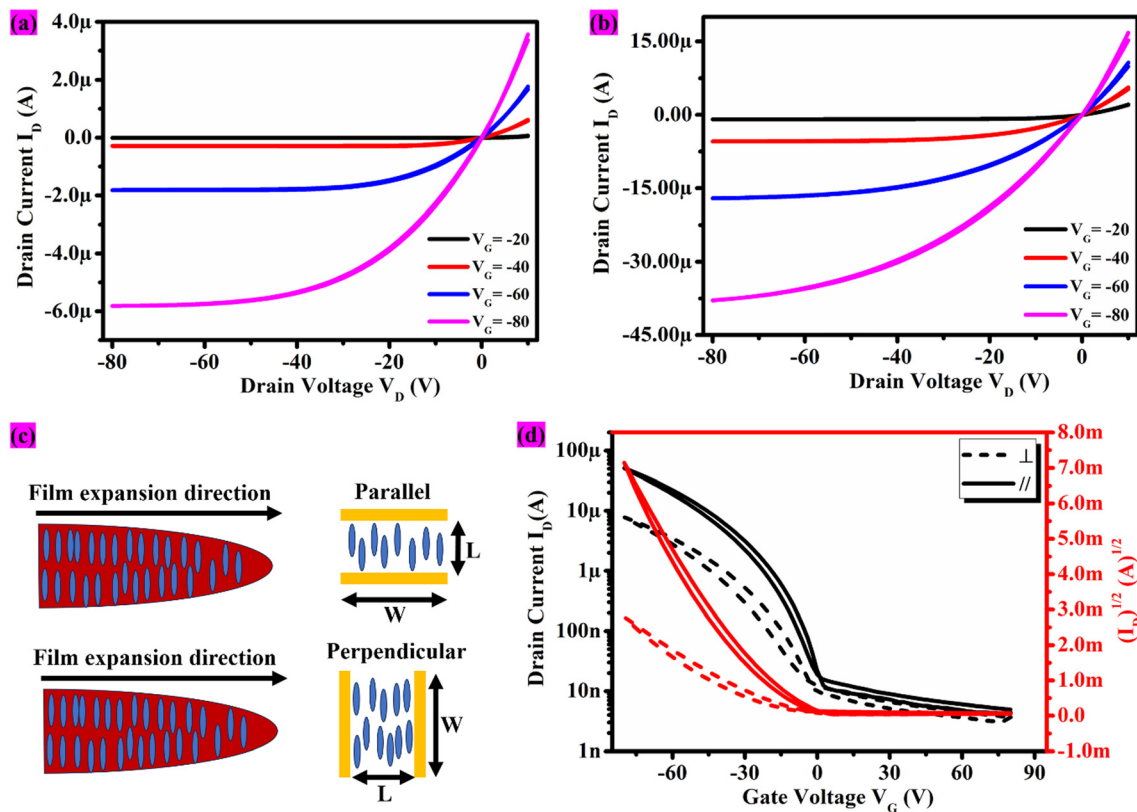 (a)
4.0µ
2.0µ
0.0
-2.0µ
-4.0µ
-6.0µ
Drain Current I_D (A)
V_G= -20
V_G= -40
V_G= -60
V_G= -80
-80
-60
-40
-20
0
Drain Voltage V_D (V)
(b)
15.00µ
0.00
-15.00µ
-30.00µ
-45.00µ
Drain Current I_D (A)
V_G= -20
V_G= -40
V_G= -60
V_G= -80
-80
-60
-40
-20
0
Drain Voltage V_D (V)
(c)
Film expansion direction
Parallel
L
W
Film expansion direction
Perpendicular
W
L
(d)
100µ
10µ
1µ
100n
10n
1n
Drain Current I_D(A)
⊥
//
8.0m
7.0m
6.0m
5.0m
4.0m
3.0m
2.0m
1.0m
0.0
-1.0m
(I_D)^1/2 (A)^1/2
-60
-30
0
30
60
90
Gate Voltage V_G (V)